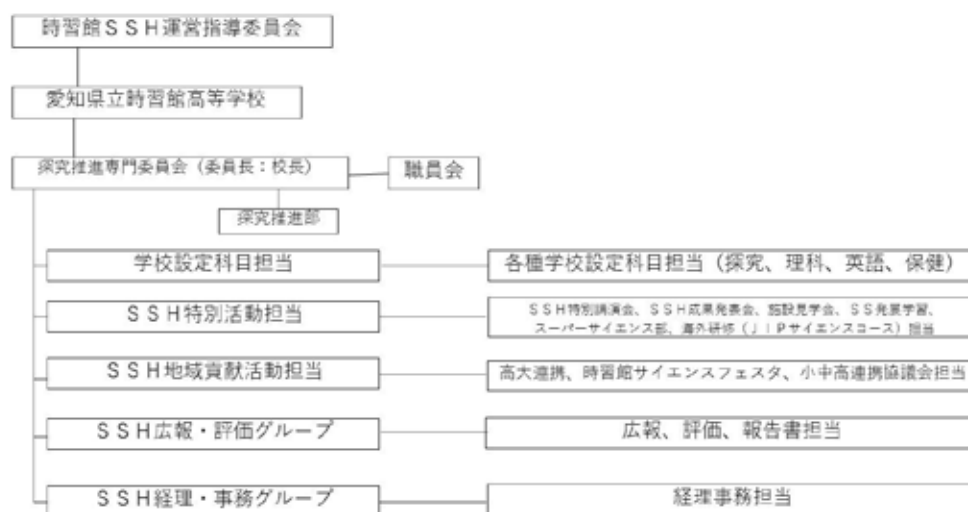 時習館ＳＳＨ運営指導委員会
愛知県立時習館高等学校
探究推進専門委員会（委員長：校長）
職員会
探究推進部
学校設定科目担当
各種学校設定科目担当（探究、理科、英語、保健）
ＳＳＨ特別活動担当
ＳＳＨ特別講演会、ＳＳＨ成果発表会、施設見学会、ＳＳ発展学習、
スーパーサイエンス部、海外研修（ＪＩＰサイエンスコース）担当
ＳＳＨ地域貢献活動担当
高大連携、時習館サイエンスフェスタ、小中高連携協議会担当
ＳＳＨ広報・評価グループ
広報、評価、報告書担当
ＳＳＨ経理・事務グループ
経理事務担当